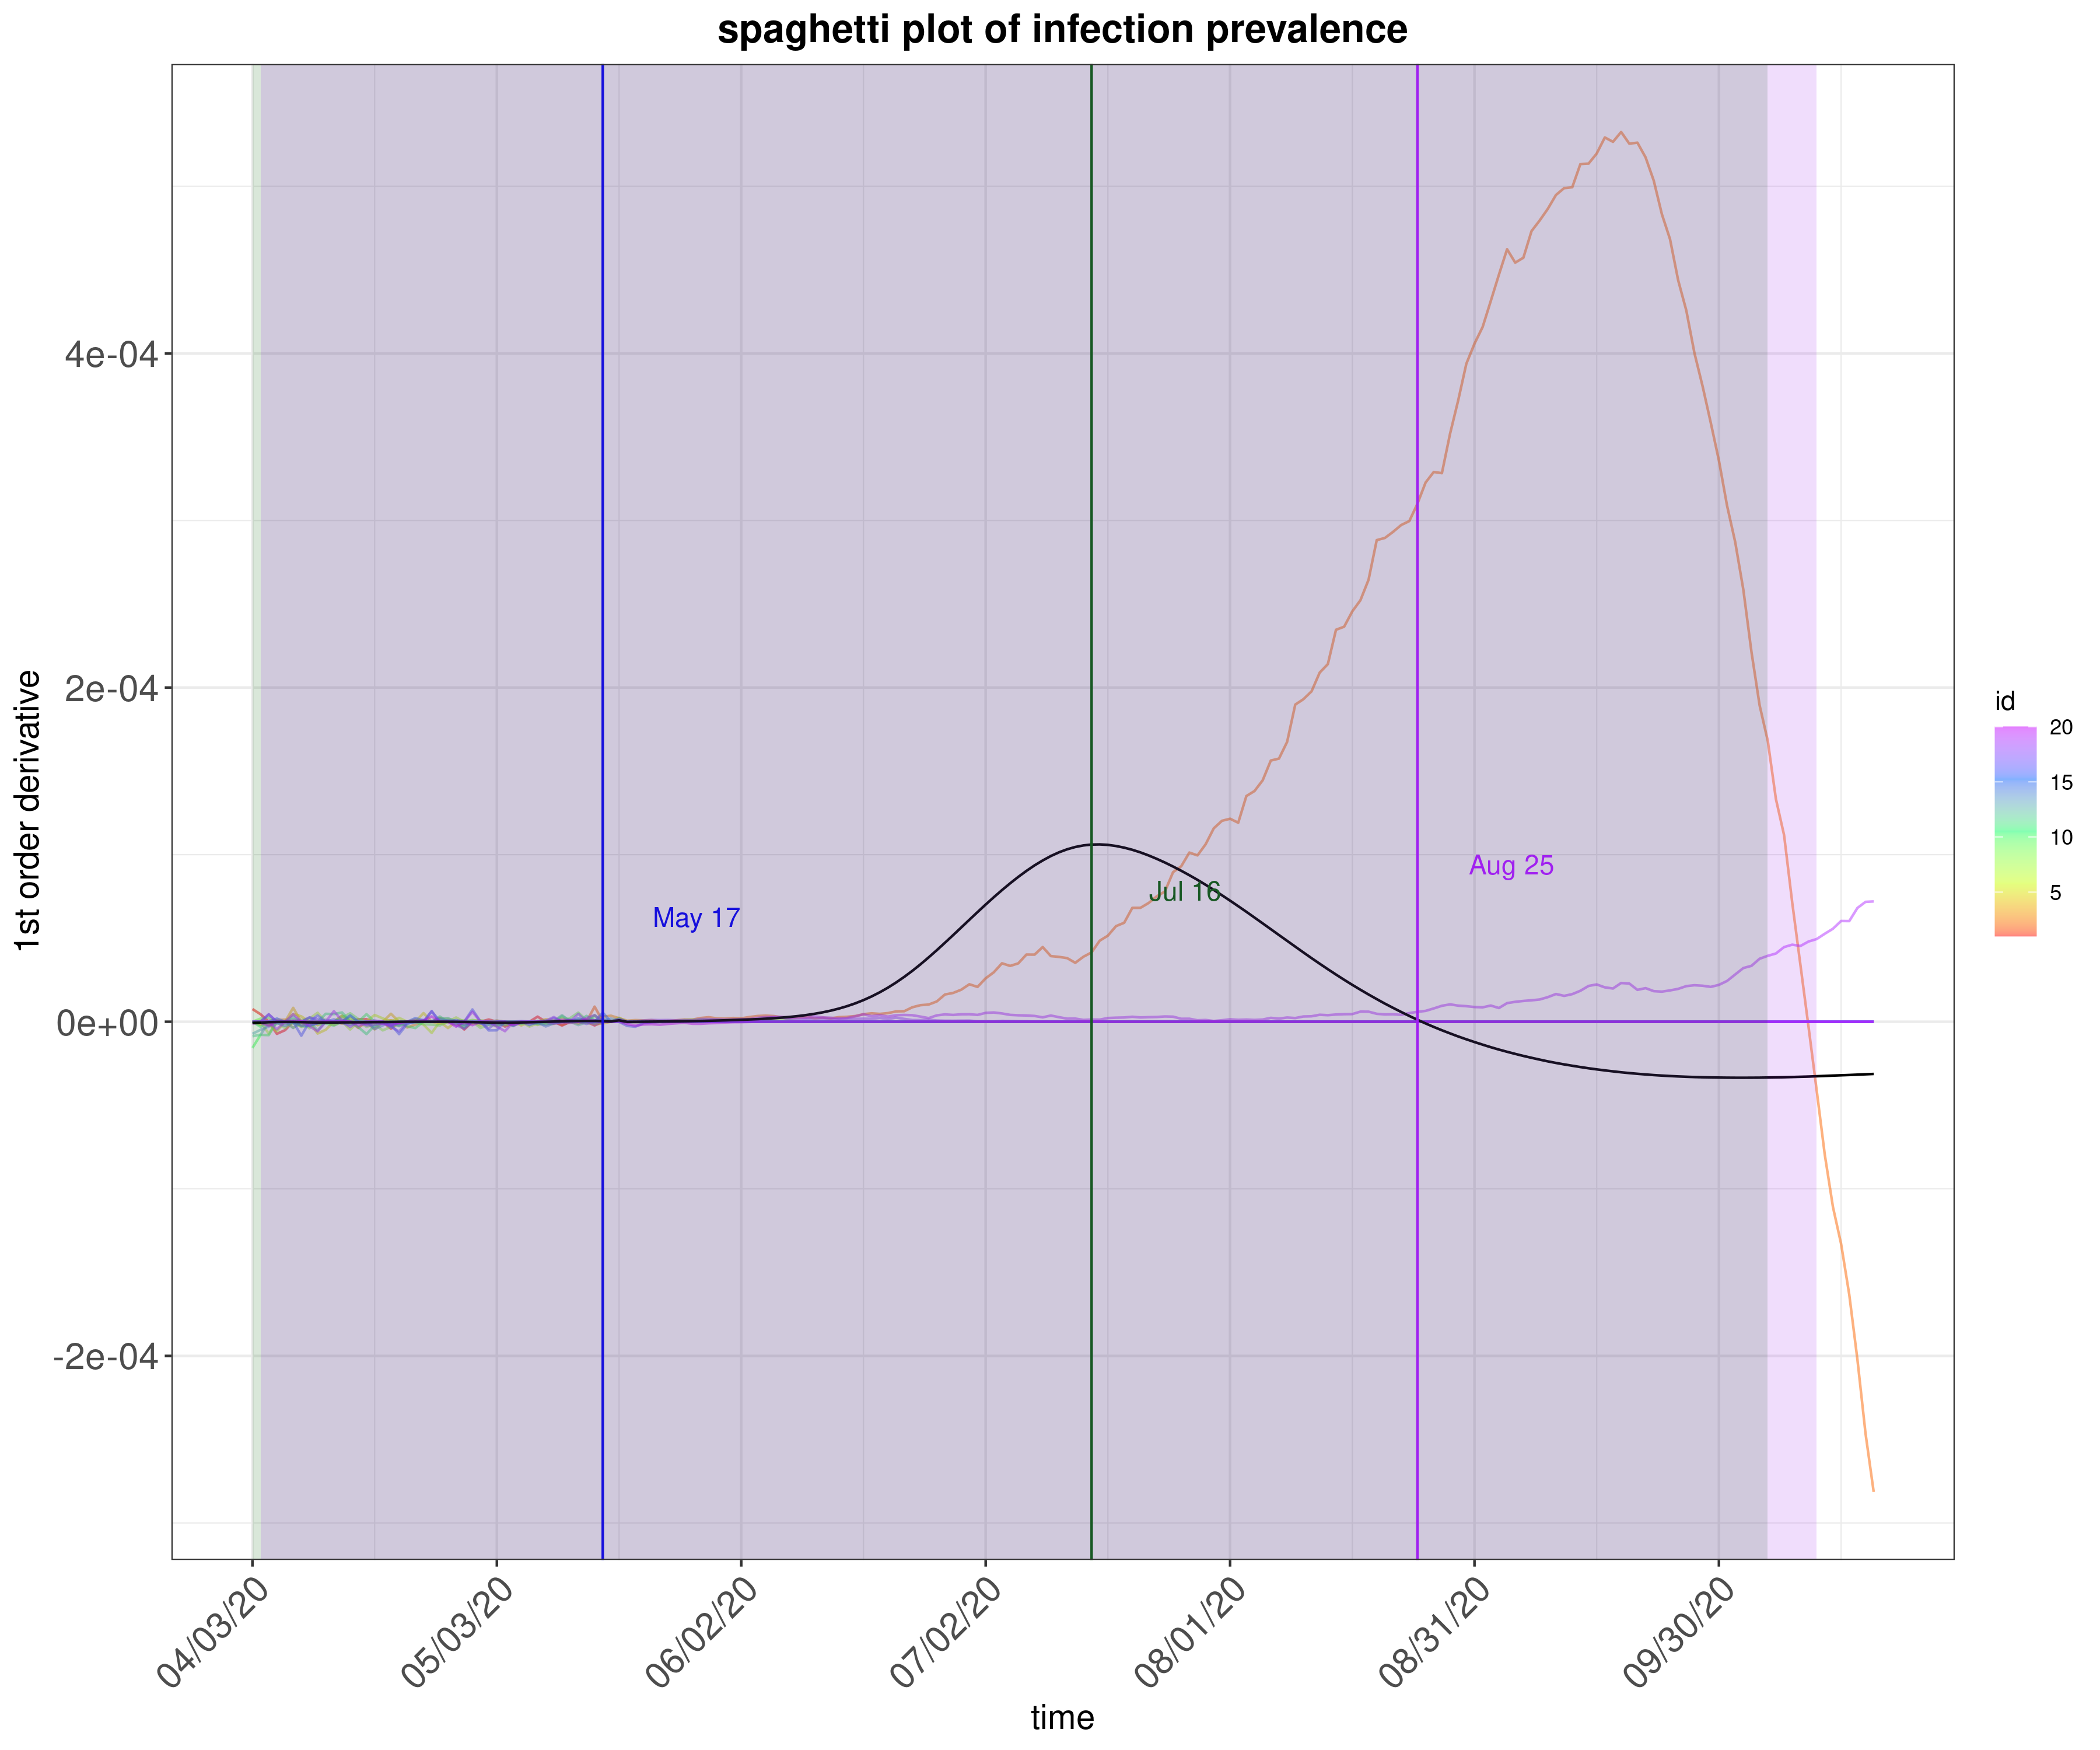 spaghetti plot of infection prevalence
1st order derivative
4e-04
2e-04
0e+00
-2e-04
May 17
Jul 16
Aug 25
id
20
15
10
5
04/03/20
05/03/20
06/02/20
07/02/20
08/01/20
08/31/20
09/30/20
time